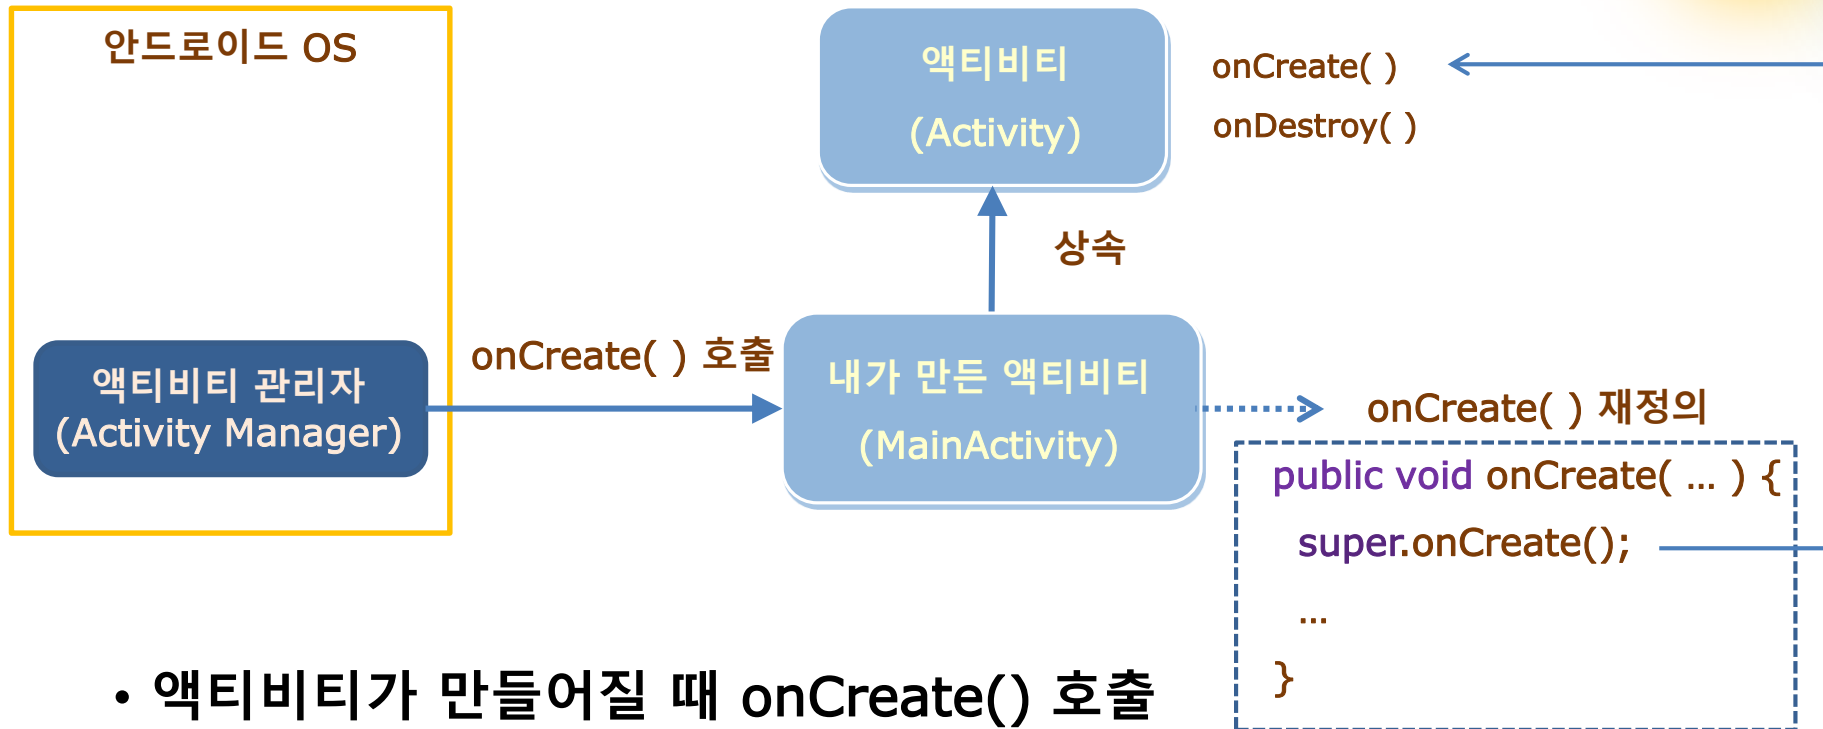 안드로이드 OS
액티비티
(Activity)
onCreate( )
onDestroy( )
상속
액티비티 관리자
(Activity Manager)
onCreate( ) 호출
내가 만든 액티비티
(MainActivity)
onCreate( ) 재정의
public void onCreate( ... ) {
super.onCreate();
...
}
• 액티비티가 만들어질 때 onCreate() 호출